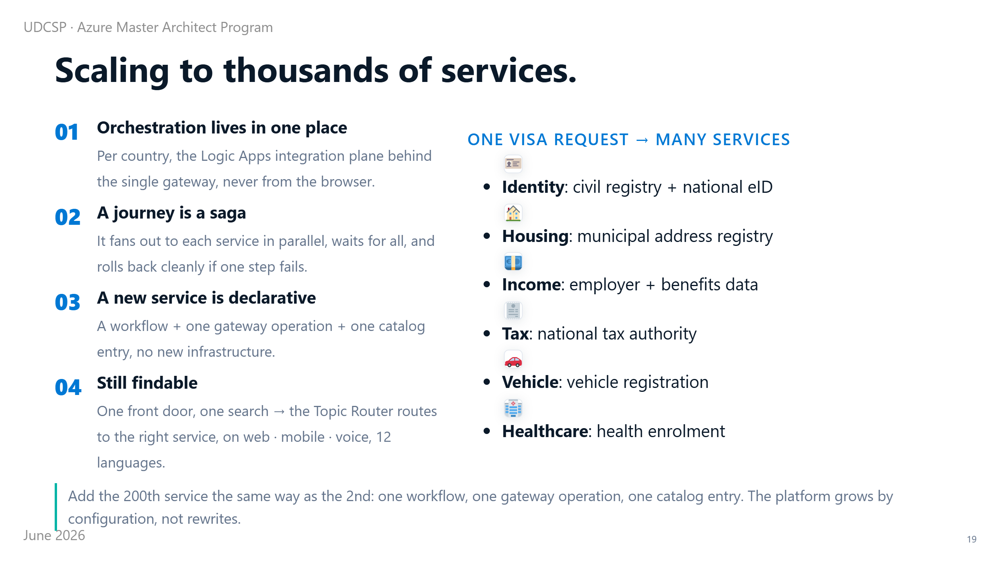 UDCSP · Azure Master Architect Program
Scaling to thousands of services.
01
Orchestration lives in one place
Per country, the Logic Apps integration plane behind
the single gateway, never from the browser.
02
A journey is a saga
It fans out to each service in parallel, waits for all, and
rolls back cleanly if one step fails.
03
A new service is declarative
A workflow + one gateway operation + one catalog
entry, no new infrastructure.
04
Still findable
One front door, one search → the Topic Router routes
to the right service, on web · mobile · voice, 12
languages.
ONE VISA REQUEST → MANY SERVICES
• Identity: civil registry + national eID
• Housing: municipal address registry
• Income: employer + benefits data
• Tax: national tax authority
• Vehicle: vehicle registration
• Healthcare: health enrolment
Add the 200th service the same way as the 2nd: one workflow, one gateway operation, one catalog entry. The platform grows by
configuration, not rewrites.
June 2026
19